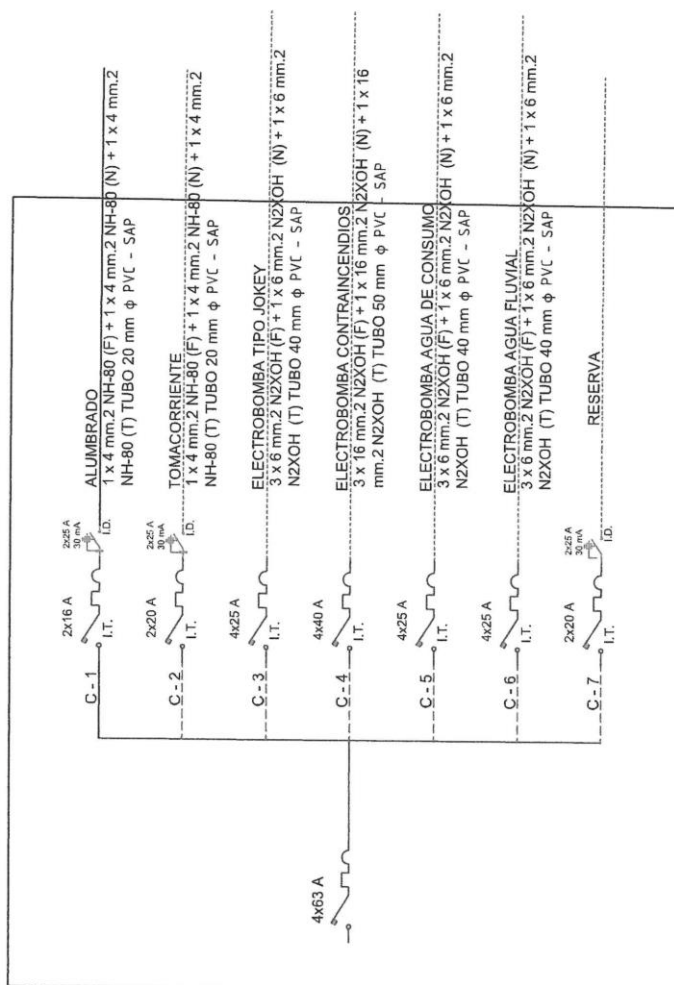 4x63 A
C - 1
2x16 A
I.T.
2x25 A
30 mA
I.D.
ALUMBRADO
1 x 4 mm.2 NH-80 (F) + 1 x 4 mm.2 NH-80 (N) + 1 x 4 mm.2
NH-80 (T) TUBO 20 mm ϕ PVC - SAP
C - 2
2x20 A
I.T.
2x25 A
30 mA
I.D.
TOMACORRIENTE
1 x 4 mm.2 NH-80 (F) + 1 x 4 mm.2 NH-80 (N) + 1 x 4 mm.2
NH-80 (T) TUBO 20 mm ϕ PVC - SAP
C - 3
4x25 A
I.T.
ELECTROBOMBA TIPO JOKEY
3 x 6 mm.2 N2XOH (F) + 1 x 6 mm.2 N2XOH (N) + 1 x 6 mm.2
N2XOH (T) TUBO 40 mm ϕ PVC - SAP
C - 4
4x40 A
I.T.
ELECTROBOMBA CONTRAINCENDIOS
3 x 16 mm.2 N2XOH (F) + 1 x 16 mm.2 N2XOH (N) + 1 x 16
mm.2 N2XOH (T) TUBO 50 mm ϕ PVC - SAP
C - 5
4x25 A
I.T.
ELECTROBOMBA AGUA DE CONSUMO
3 x 6 mm.2 N2XOH (F) + 1 x 6 mm.2 N2XOH (N) + 1 x 6 mm.2
N2XOH (T) TUBO 40 mm ϕ PVC - SAP
C - 6
4x25 A
I.T.
ELECTROBOMBA AGUA FLUVIAL
3 x 6 mm.2 N2XOH (F) + 1 x 6 mm.2 N2XOH (N) + 1 x 6 mm.2
N2XOH (T) TUBO 40 mm ϕ PVC - SAP
C - 7
2x20 A
I.T.
2x25 A
30 mA
I.D.
RESERVA